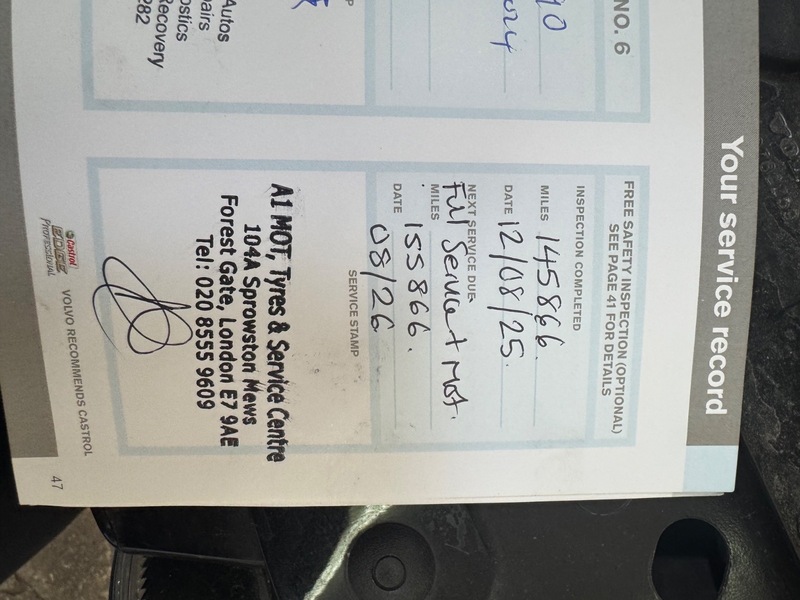 Your service record
NO. 6
90
024
P
Autos
airs
ostics
Recovery
282
FREE SAFETY INSPECTION (OPTIONAL)
SEE PAGE 41 FOR DETAILS
INSPECTION COMPLETED
MILES 145866.
DATE 12/08/25.
NEXT SERVICE DUE
Full Service + Mot.
MILES 155866.
DATE 08/26
SERVICE STAMP
A1 MOT, Tyres & Service Centre
104A Sprowston Mews
Forest Gate, London E7 9AE
Tel: 020 8555 9609
Castrol
EDGE
PROFESSIONAL
VOLVO RECOMMENDS CASTROL
47